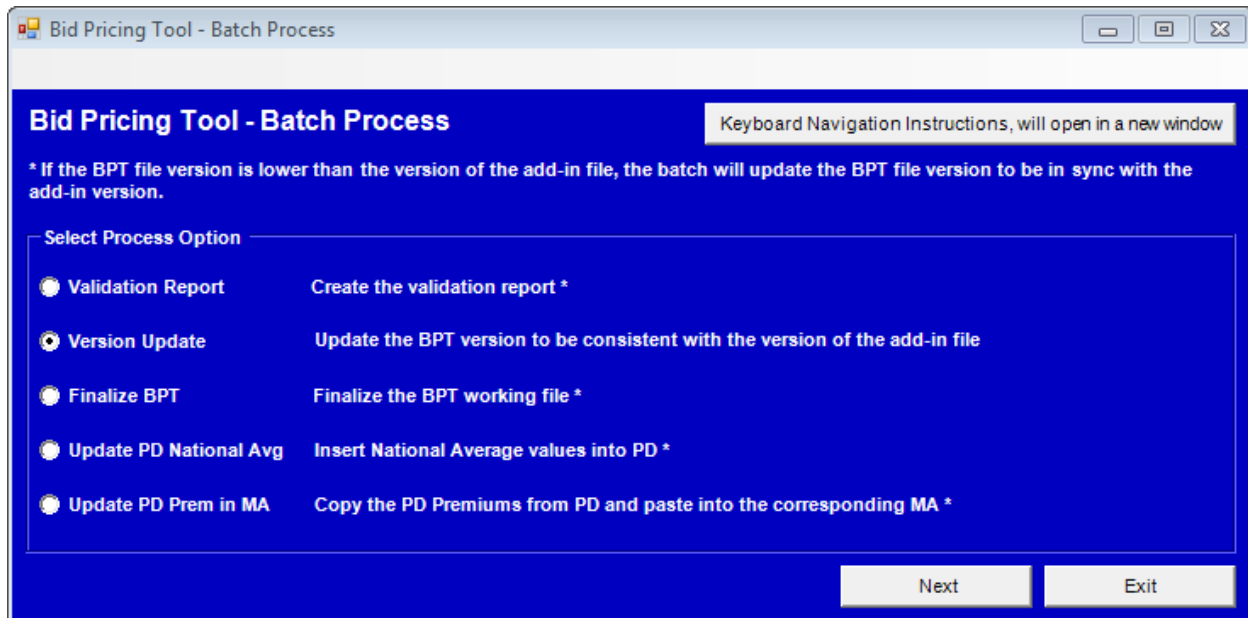 Bid Pricing Tool - Batch Process
Bid Pricing Tool - Batch Process
Keyboard Navigation Instructions, will open in a new window
* If the BPT file version is lower than the version of the add-in file, the batch will update the BPT file version to be in sync with the
add-in version.
Select Process Option
Validation Report Create the validation report *
Version Update Update the BPT version to be consistent with the version of the add-in file
Finalize BPT Finalize the BPT working file *
Update PD National Avg Insert National Average values into PD *
Update PD Prem in MA Copy the PD Premiums from PD and paste into the corresponding MA *
Next Exit